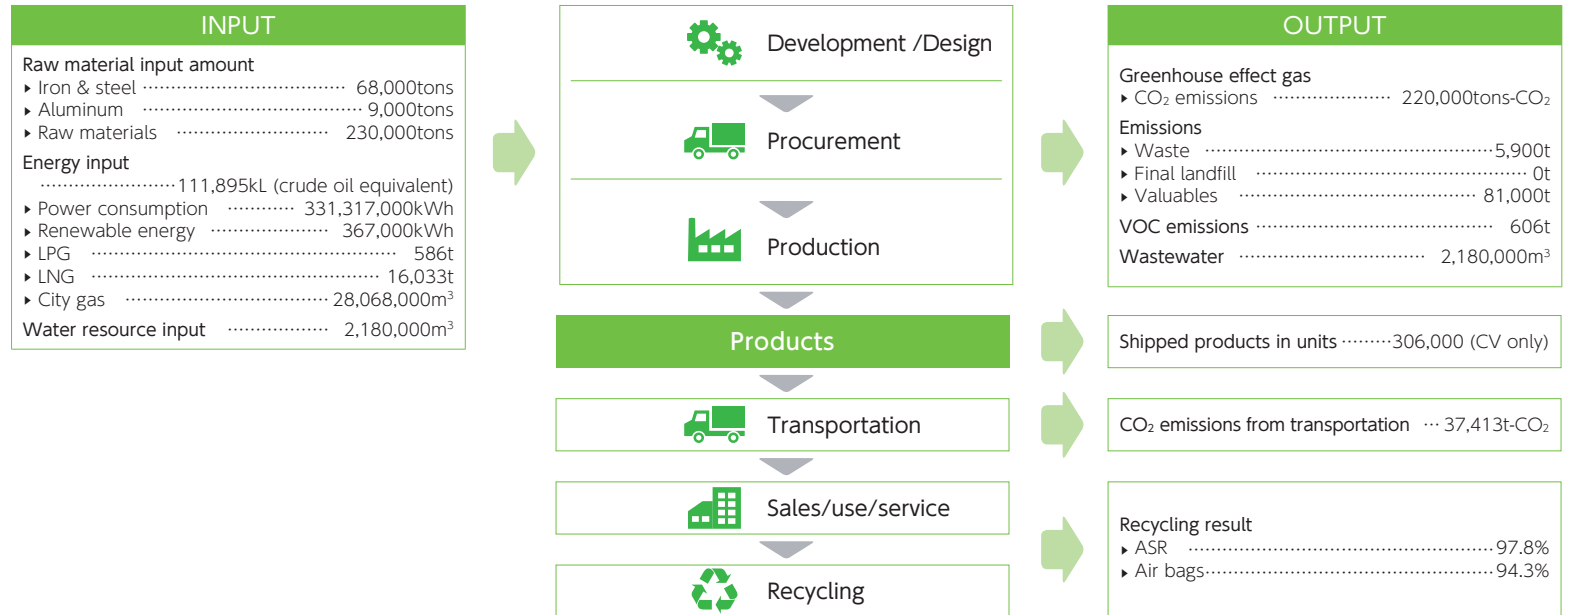 INPUT
Raw material input amount
▸ Iron & steel ································· 68,000tons
▸ Aluminum ···································· 9,000tons
▸ Raw materials ························· 230,000tons
Energy input
······················111,895kL (crude oil equivalent)
▸ Power consumption ··········· 331,317,000kWh
▸ Renewable energy ··················· 367,000kWh
▸ LPG ·················································· 586t
▸ LNG ··············································· 16,033t
▸ City gas ································· 28,068,000m³
Water resource input ················· 2,180,000m³
Development /Design
Procurement
Production
Products
Transportation
Sales/use/service
Recycling
OUTPUT
Greenhouse effect gas
▸ CO₂ emissions ··················· 220,000tons-CO₂
Emissions
▸ Waste ·················································5,900t
▸ Final landfill ············································ 0t
▸ Valuables ··········································· 81,000t
VOC emissions ······································· 606t
Wastewater ······························ 2,180,000m³
Shipped products in units ·········306,000 (CV only)
CO₂ emissions from transportation ··· 37,413t-CO₂
Recycling result
▸ ASR ··················································97.8%
▸ Air bags···············································94.3%